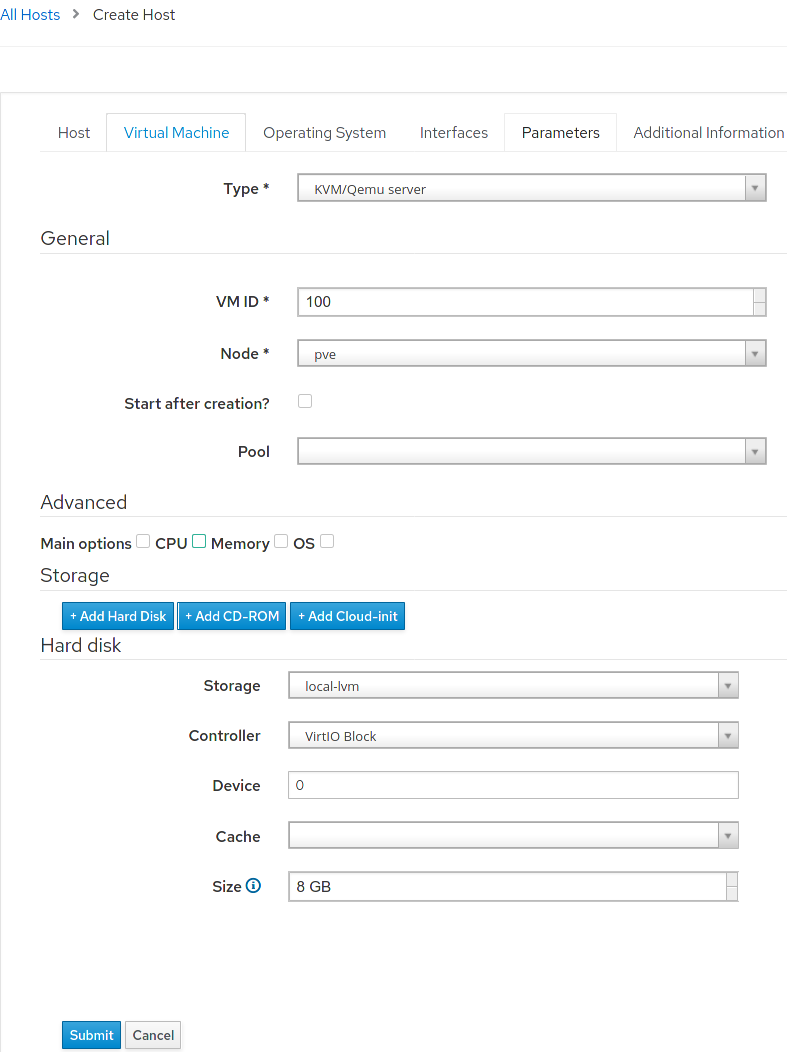 All Hosts > Create Host
Host Virtual Machine Operating System Interfaces Parameters Additional Information
Type * KVM/Qemu server
General
VM ID * 100
Node * pve
Start after creation?
Pool
Advanced
Main options CPU Memory OS
Storage
+ Add Hard Disk + Add CD-ROM + Add Cloud-init
Hard disk
Storage local-lvm
Controller VirtIO Block
Device 0
Cache
Size 8 GB
Submit Cancel